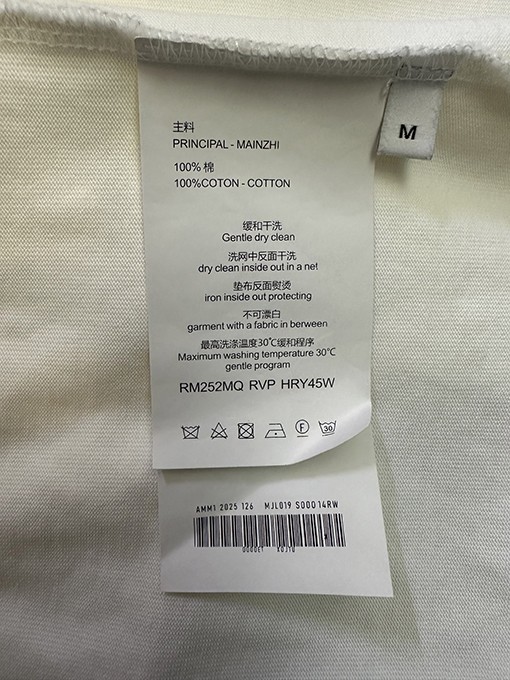 主料
PRINCIPAL - MAINZHI
100% 棉
100%COTON - COTTON
M
缓和干洗
Gentle dry clean
洗网中反面干洗
dry clean inside out in a net
垫布反面熨烫
iron inside out protecting
不可漂白
garment with a fabric in berween
最高洗涤温度30℃缓和程序
Maximum washing temperature 30℃
gentle program
RM252MQ RVP HRY45W
F
30
AMM1 2025 126 MJL019 S000 14RW